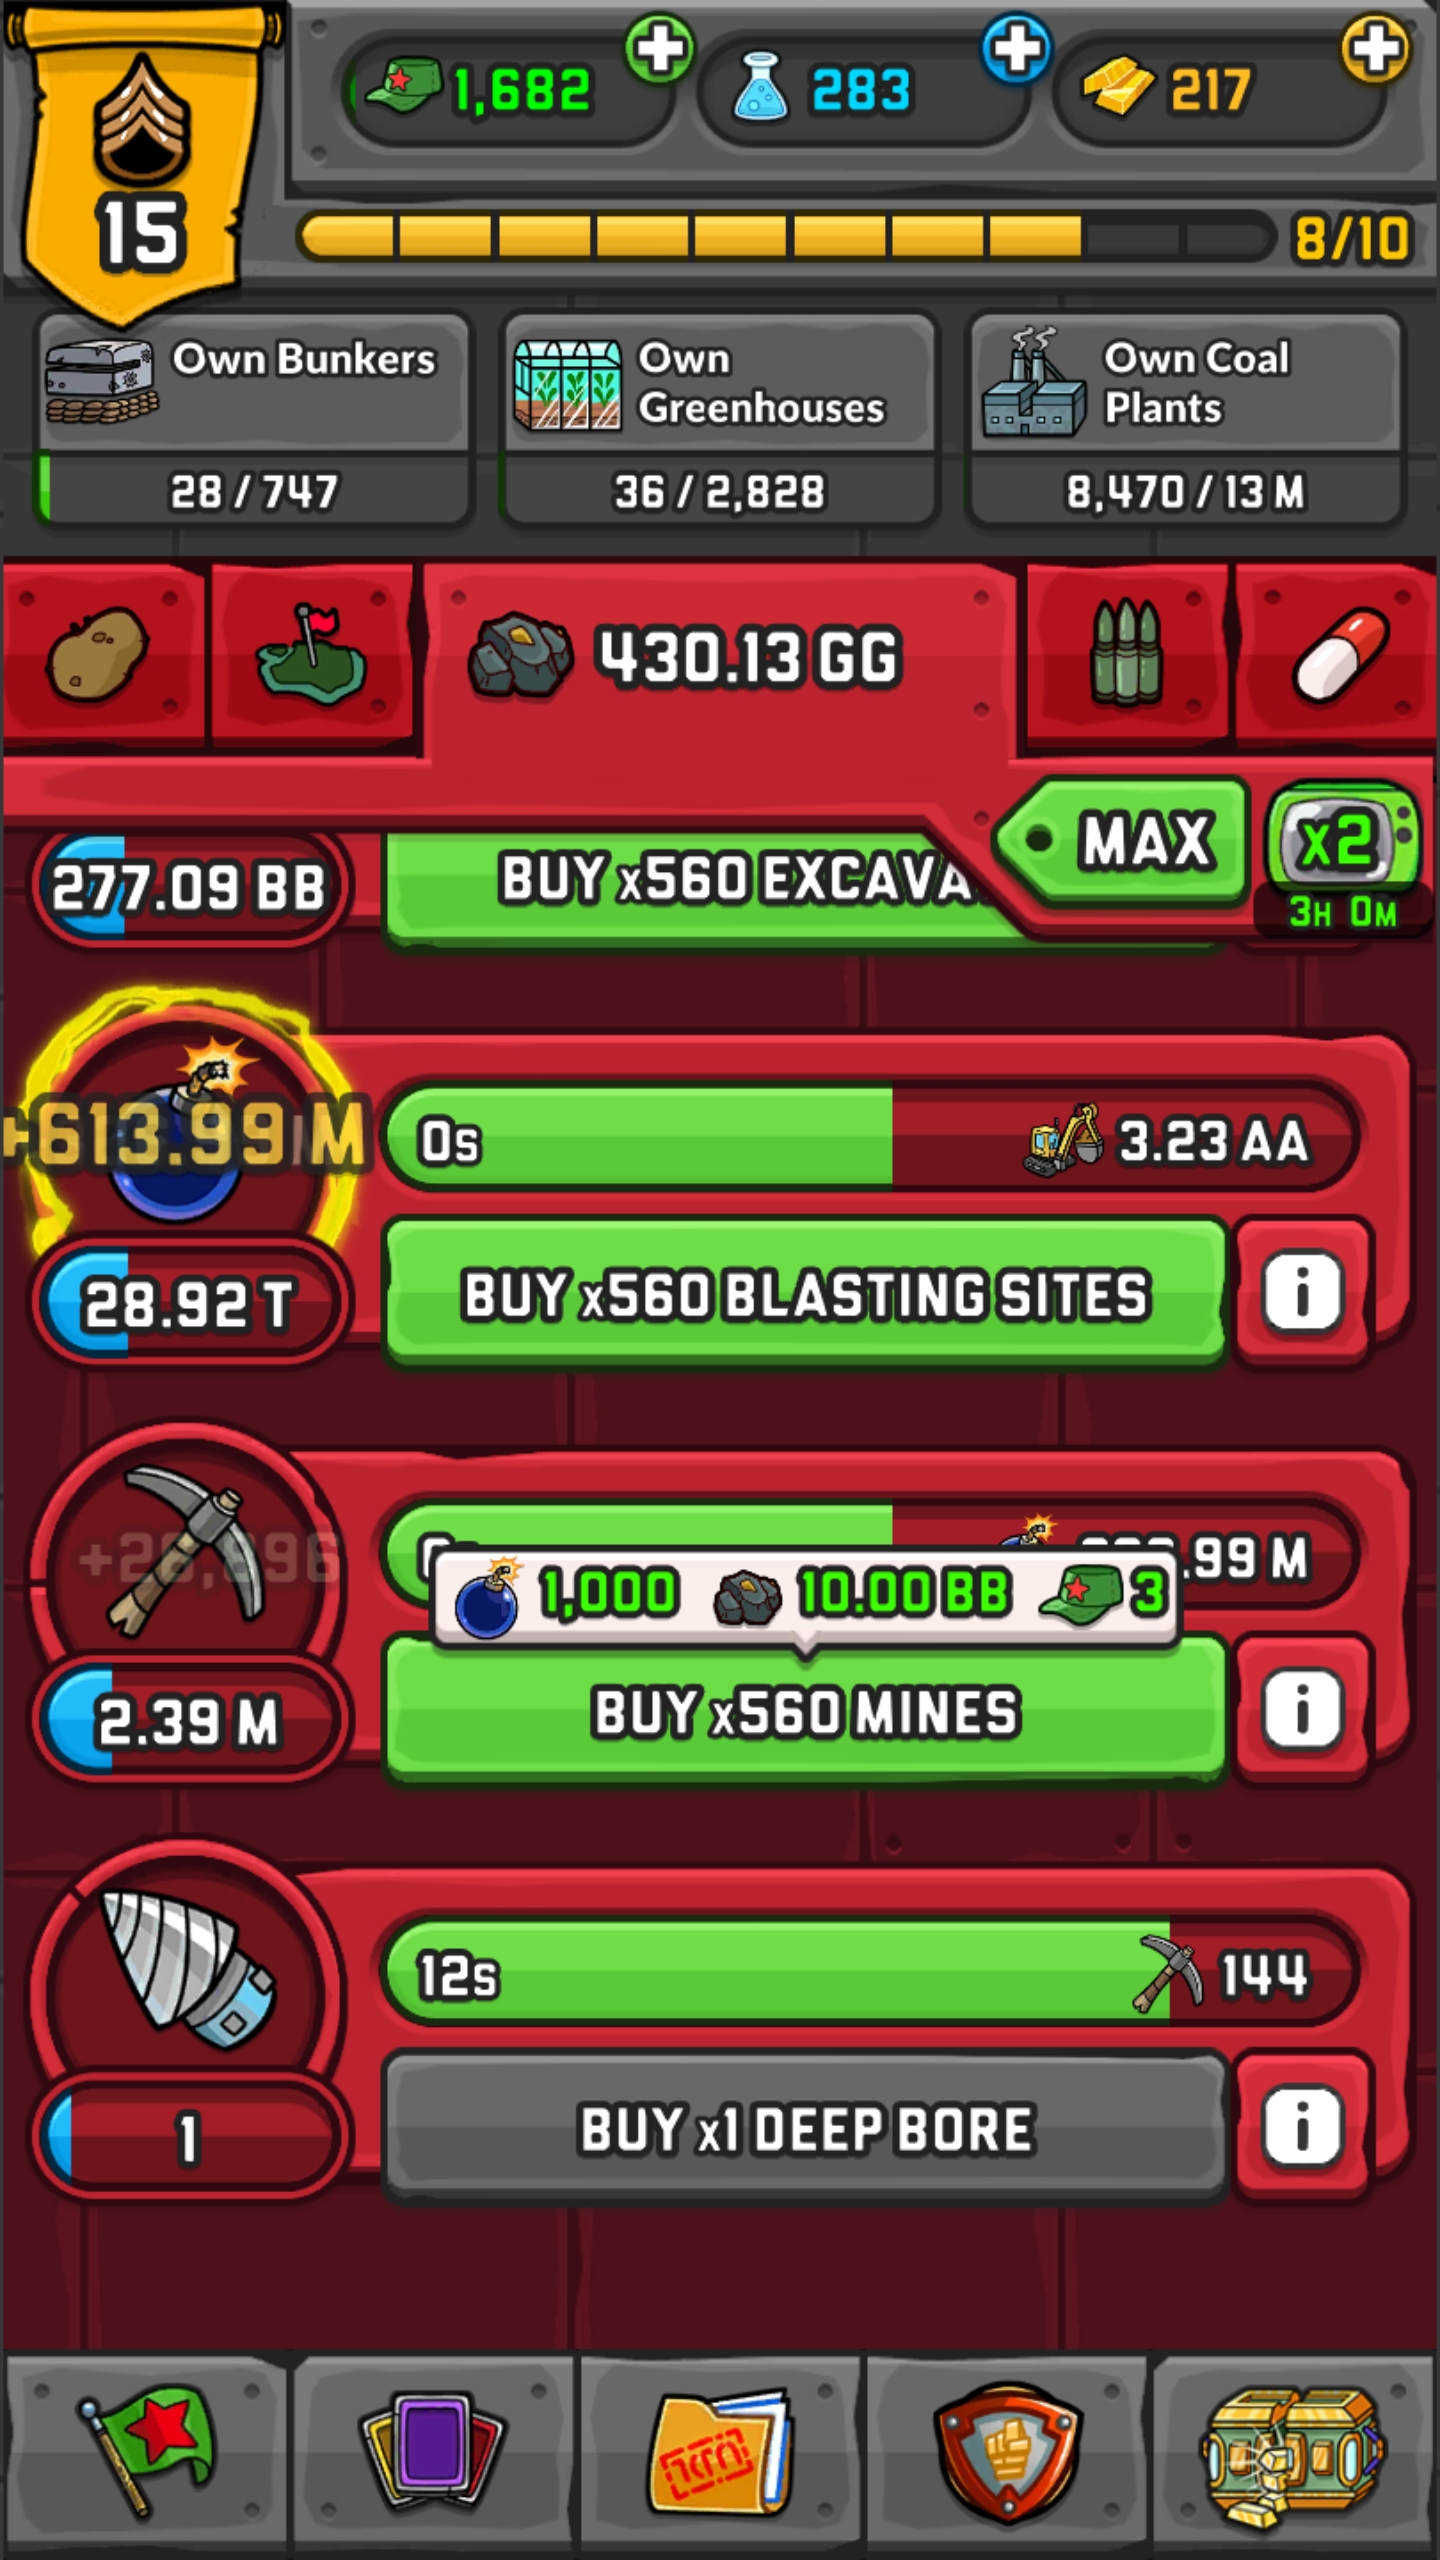 1,682
283
217
15
8/10
Own Bunkers
28 / 747
Own
Greenhouses
36 / 2,828
Own Coal
Plants
8,470 / 13 M
430.13 GG
MAX
x2
3H 0M
277.09 BB
BUY x560 EXCAVA
+613.99 M
0s
3.23 AA
28.92 T
BUY x560 BLASTING SITES
i
.99 M
1,000
10.00 BB
3
2.39 M
BUY x560 MINES
i
12s
144
1
BUY x1 DEEP BORE
i